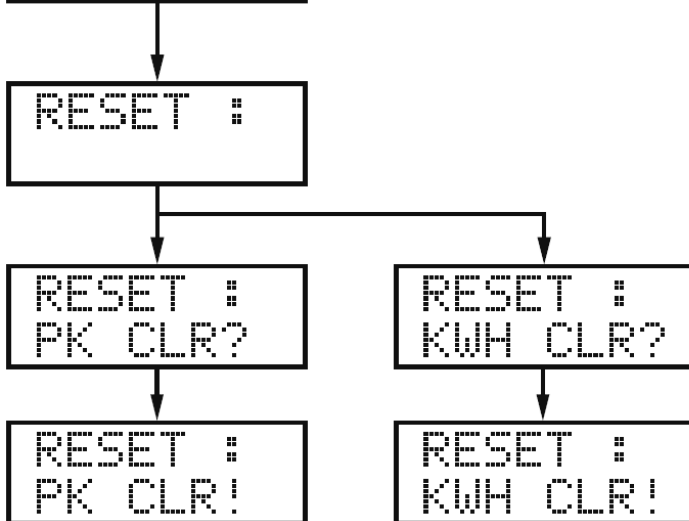 RESET :
RESET :
PK CLR?
RESET :
KWH CLR?
RESET :
PK CLR!
RESET :
KWH CLR!